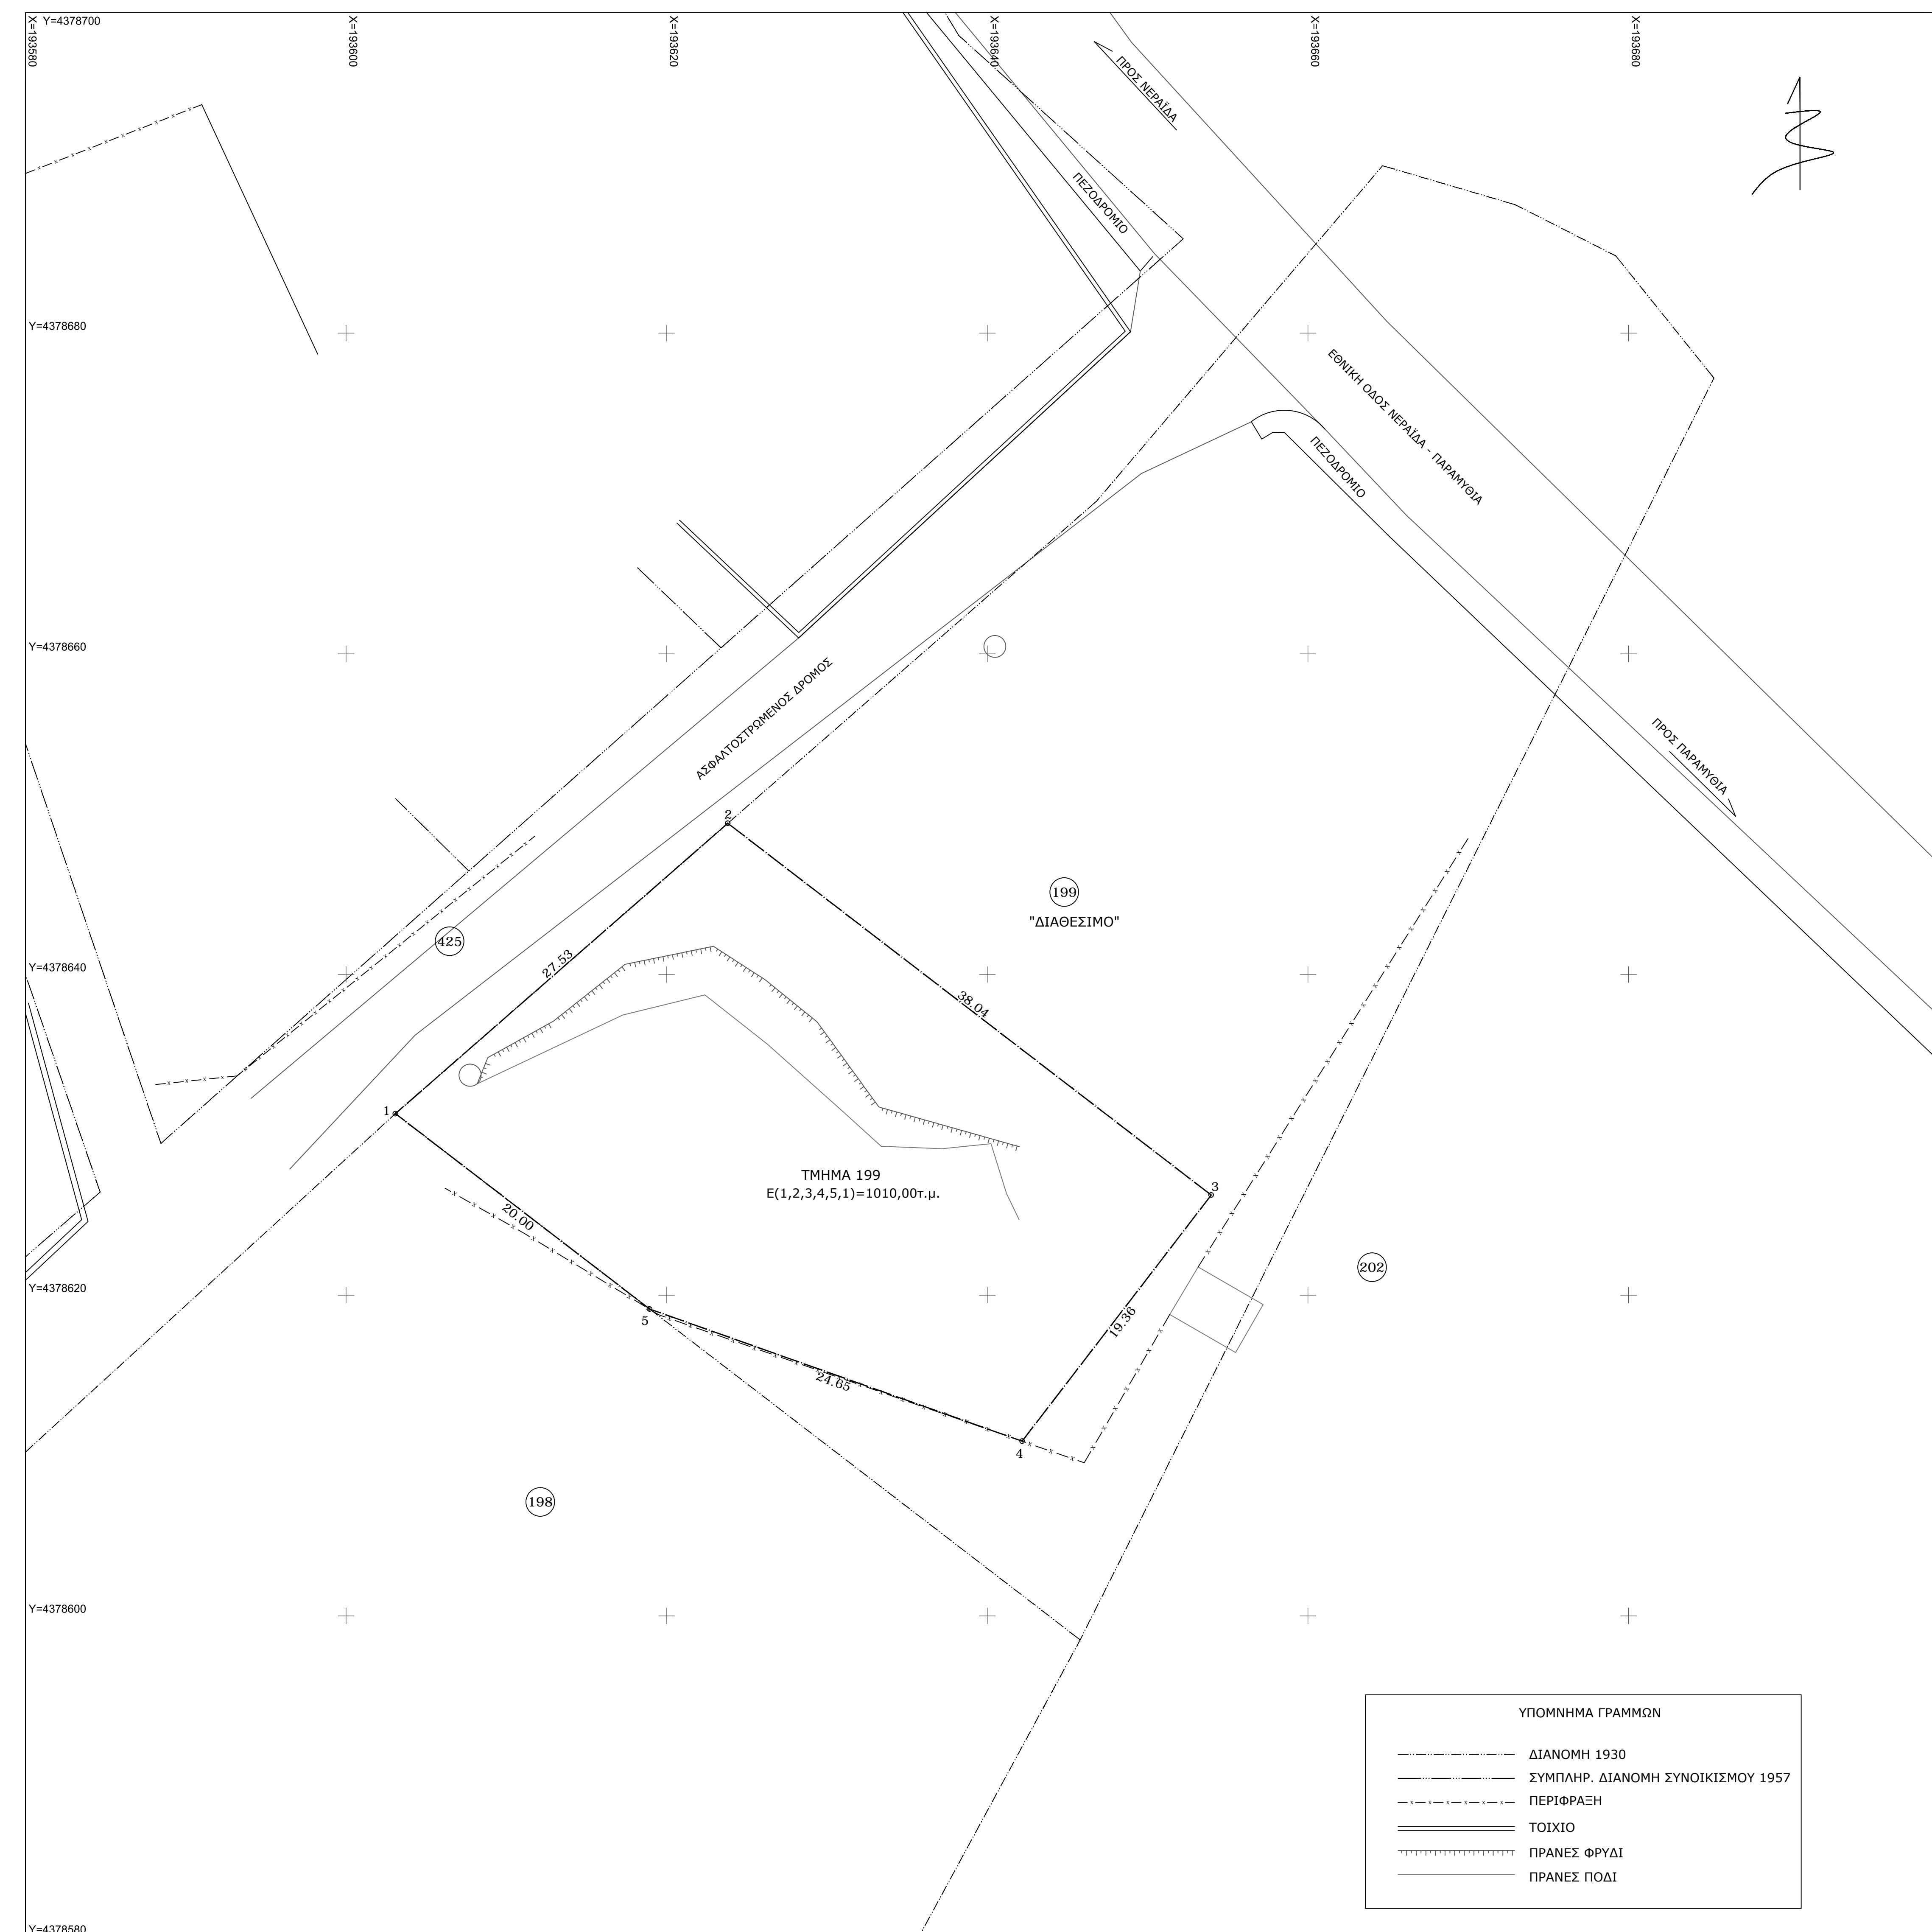 Y=4378700
X=193580
X=193600
X=193620
X=193640
X=193660
X=193680
ΠΡΟΣ ΝΕΡΑΪΔΑ
ΠΕΖΟΔΡΟΜΙΟ
Y=4378680
ΕΘΝΙΚΗ ΟΔΟΣ ΝΕΡΑΪΔΑ - ΠΑΡΑΜΥΘΙΑ
ΠΕΖΟΔΡΟΜΙΟ
Y=4378660
ΑΣΦΑΛΤΟΣΤΡΩΜΕΝΟΣ ΔΡΟΜΟΣ
ΠΡΟΣ ΠΑΡΑΜΥΘΙΑ
2
199
"ΔΙΑΘΕΣΙΜΟ"
425
27.53
Y=4378640
38.04
1
ΤΜΗΜΑ 199
Ε(1,2,3,4,5,1)=1010,00τ.μ.
3
20.00
202
Y=4378620
5
19.36
24.65
4
198
Y=4378600
ΥΠΟΜΝΗΜΑ ΓΡΑΜΜΩΝ
ΔΙΑΝΟΜΗ 1930
ΣΥΜΠΛΗΡ. ΔΙΑΝΟΜΗ ΣΥΝΟΙΚΙΣΜΟΥ 1957
ΠΕΡΙΦΡΑΞΗ
ΤΟΙΧΙΟ
ΠΡΑΝΕΣ ΦΡΥΔΙ
ΠΡΑΝΕΣ ΠΟΔΙ
Y=4378580